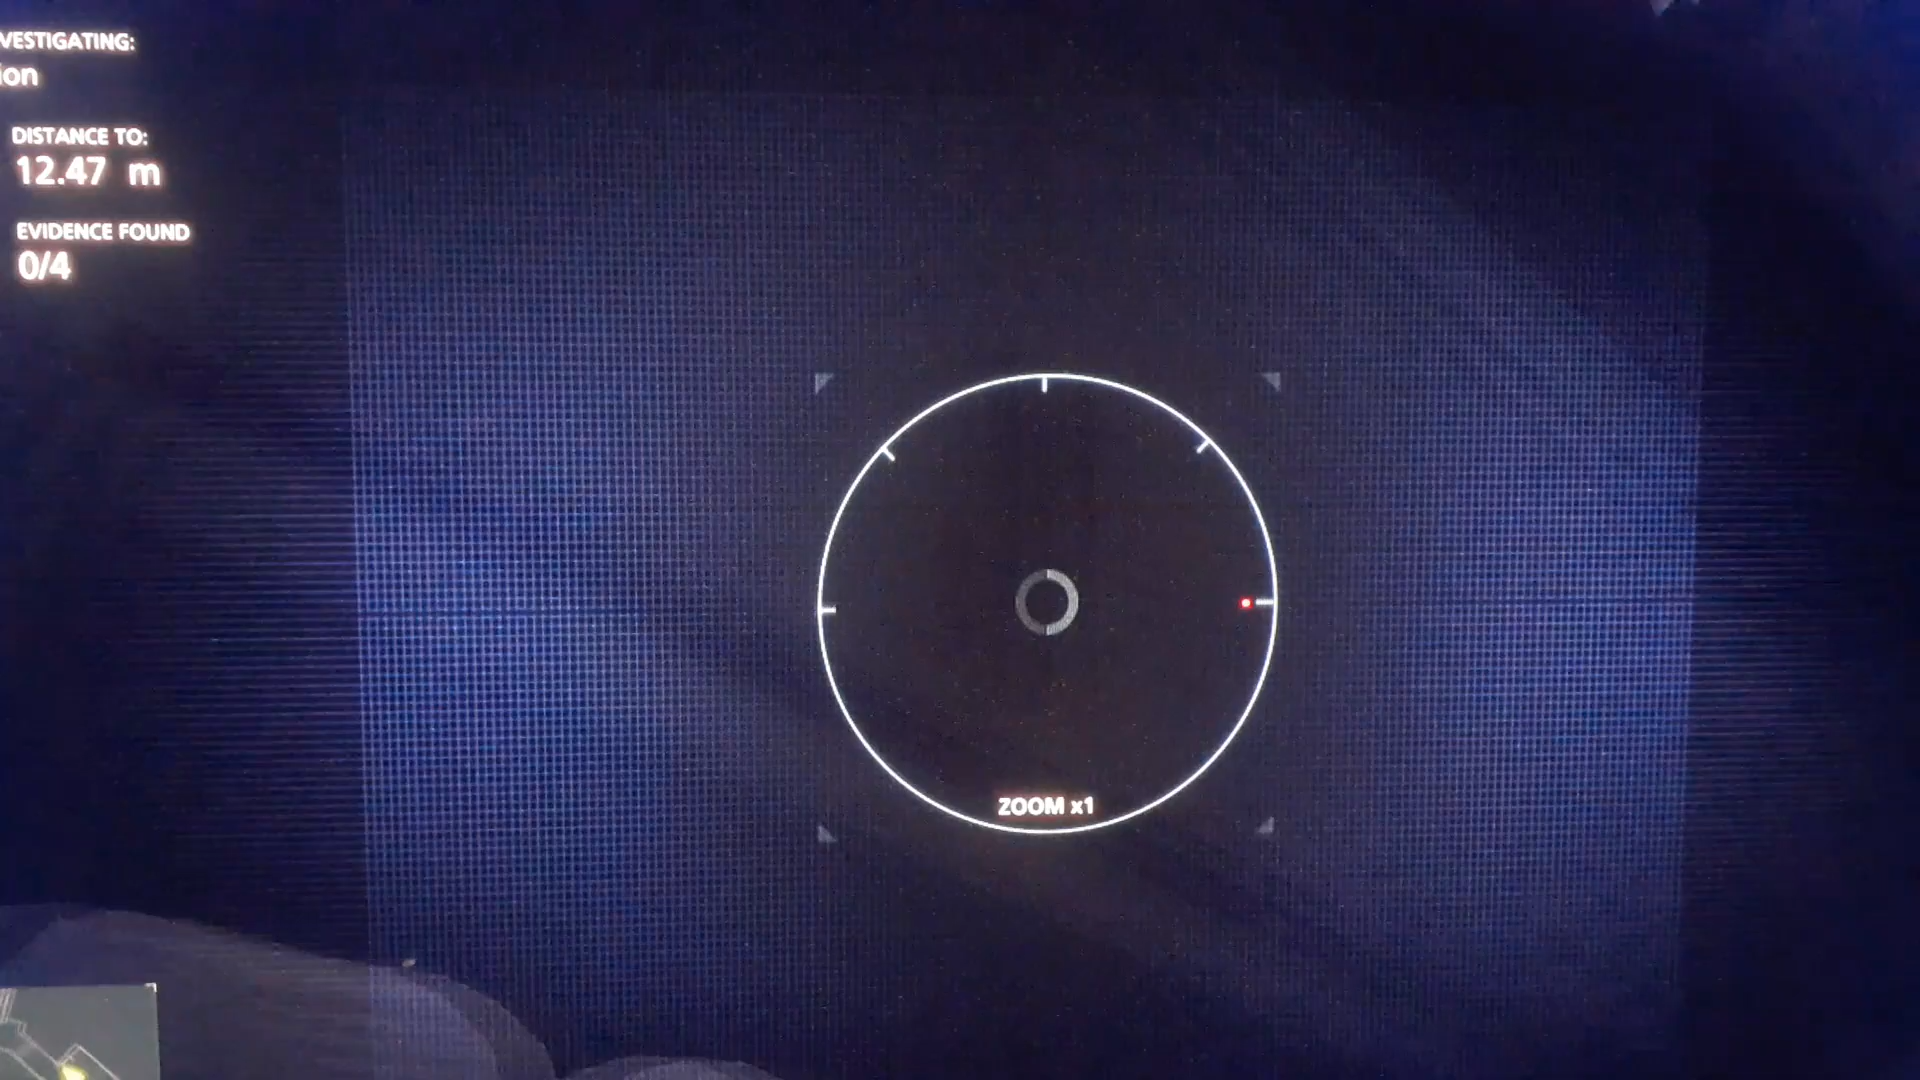 VESTIGATING:
ion
DISTANCE TO:
12.47 m
EVIDENCE FOUND
0/4
ZOOM x1